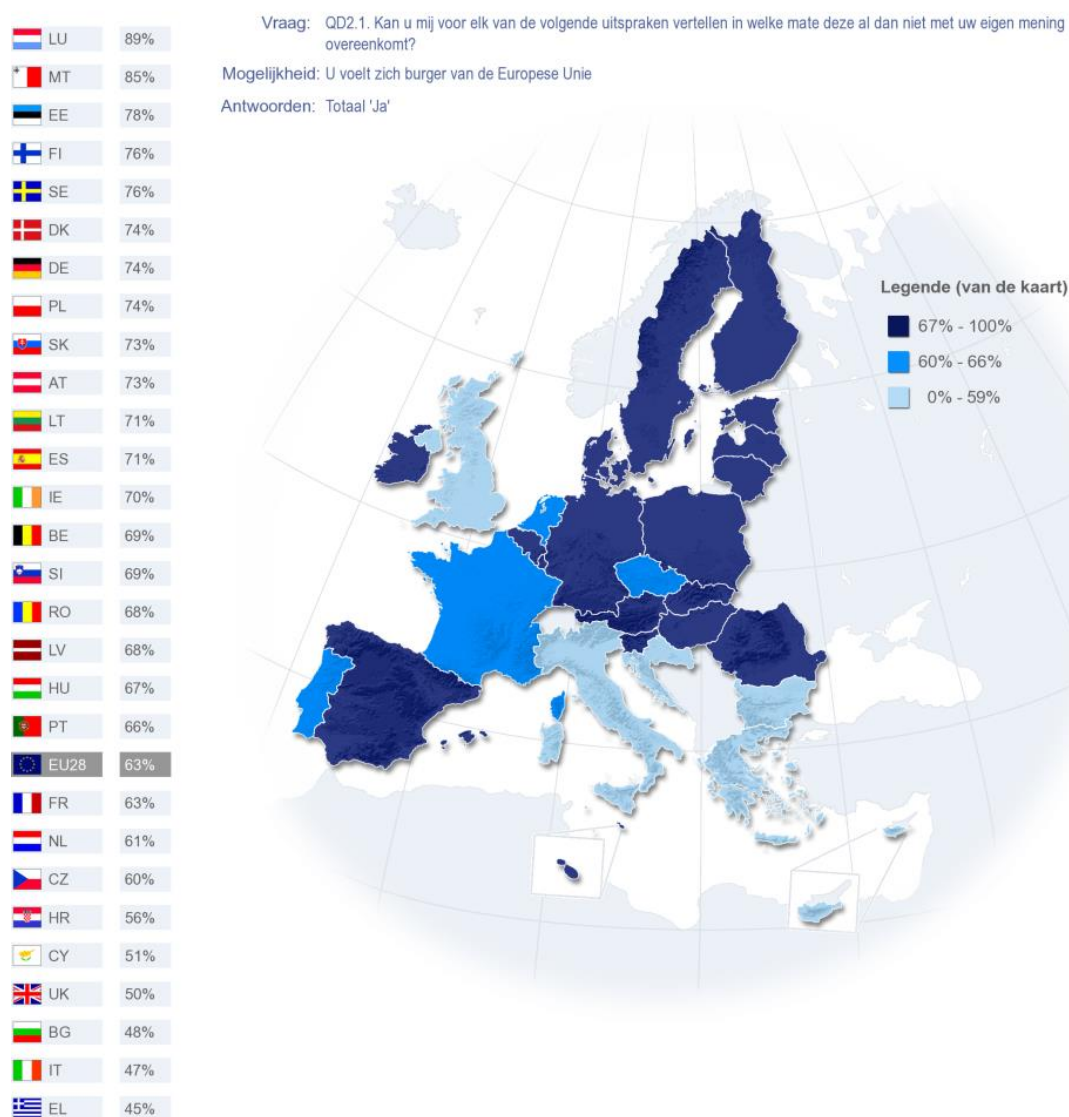 Vraag: QD2.1. Kan u mij voor elk van de volgende uitspraken vertellen in welke mate deze al dan niet met uw eigen mening
overeenkomt?
Mogelijkheid: U voelt zich burger van de Europese Unie
Antwoorden: Totaal 'Ja'
LU 89%
MT 85%
EE 78%
FI 76%
SE 76%
DK 74%
DE 74%
PL 74%
SK 73%
AT 73%
LT 71%
ES 71%
IE 70%
BE 69%
SI 69%
RO 68%
LV 68%
HU 67%
PT 66%
EU28 63%
FR 63%
NL 61%
CZ 60%
HR 56%
CY 51%
UK 50%
BG 48%
IT 47%
EL 45%
Legende (van de kaart)
67% - 100%
60% - 66%
0% - 59%